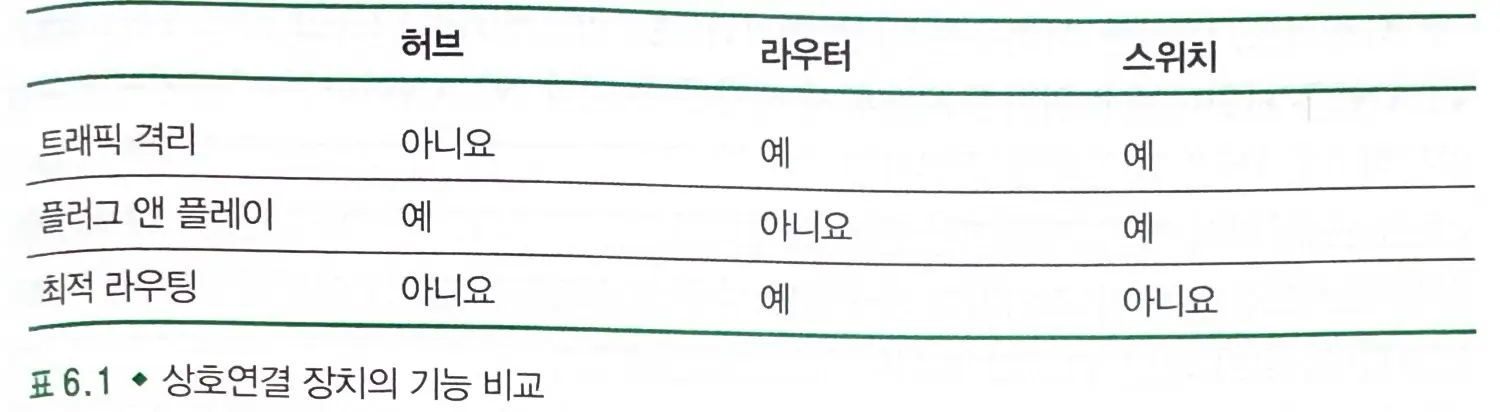 허브 라우터 스위치
트래픽 격리 아니요 예 예
플러그 앤 플레이 예 아니요 예
최적 라우팅 아니요 예 아니요
표 6.1 ◆ 상호연결 장치의 기능 비교